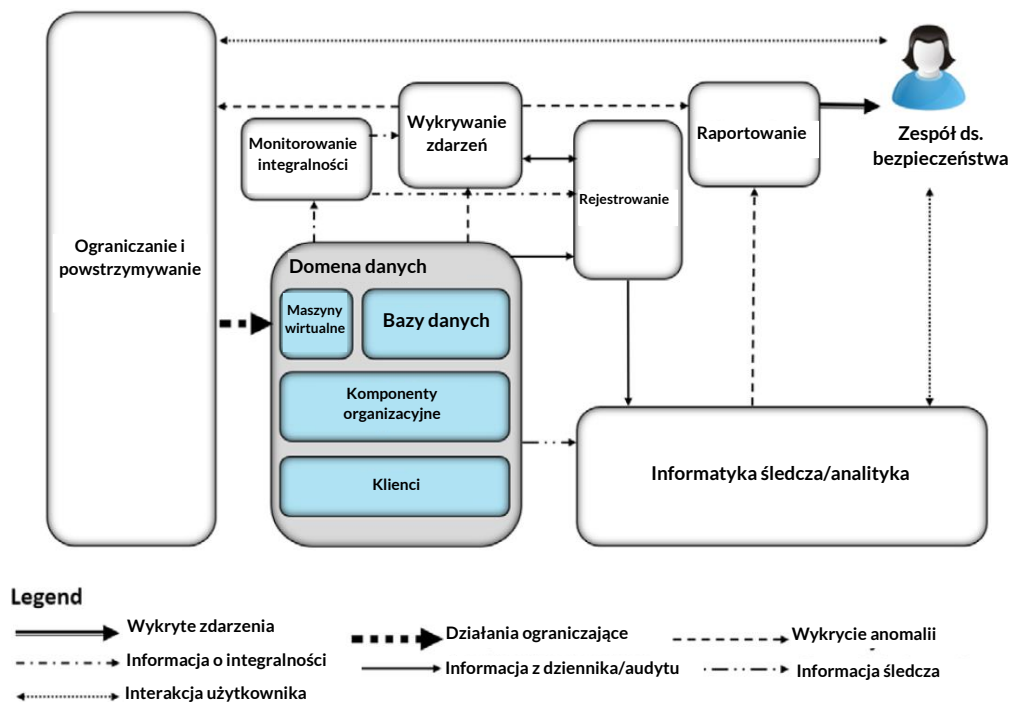 Ograniczanie i
powstrzymywanie
Monitorowanie
integralności
Wykrywanie
zdarzeń
Rejestrowanie
Raportowanie
Zespół ds.
bezpieczeństwa
Domena danych
Maszyny
wirtualne
Bazy danych
Komponenty
organizacyjne
Klienci
Informatyka śledcza/analityka
Legend
Wykryte zdarzenia
Działania ograniczające
Wykrycie anomalii
Informacja o integralności
Informacja z dziennika/audytu
Informacja śledcza
Interakcja użytkownika